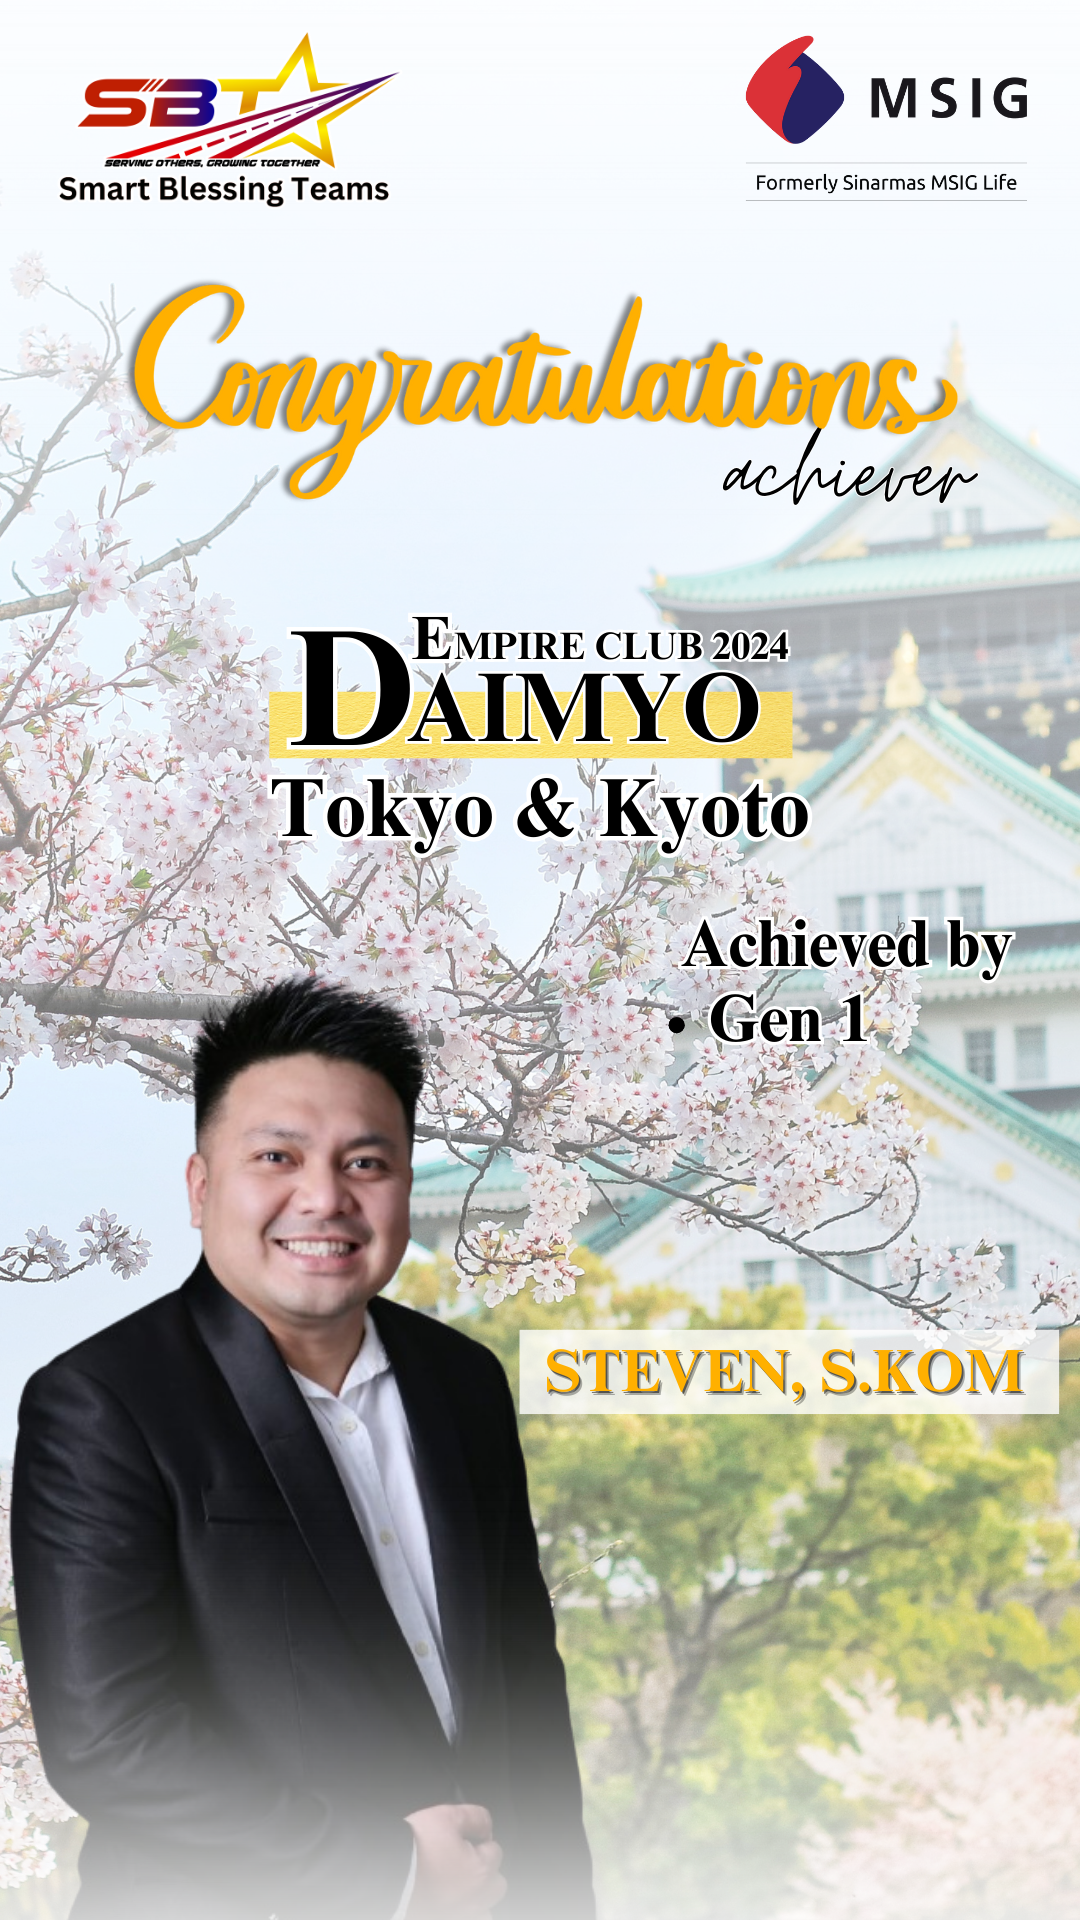 SBT
SERVING OTHERS, GROWING TOGETHER
Smart Blessing Teams
MSIG
Formerly Sinarmas MSIG Life
Congratulations
achiever
EMPIRE CLUB 2024
DAIMYO
Tokyo & Kyoto
Achieved by
• Gen 1
STEVEN, S.KOM